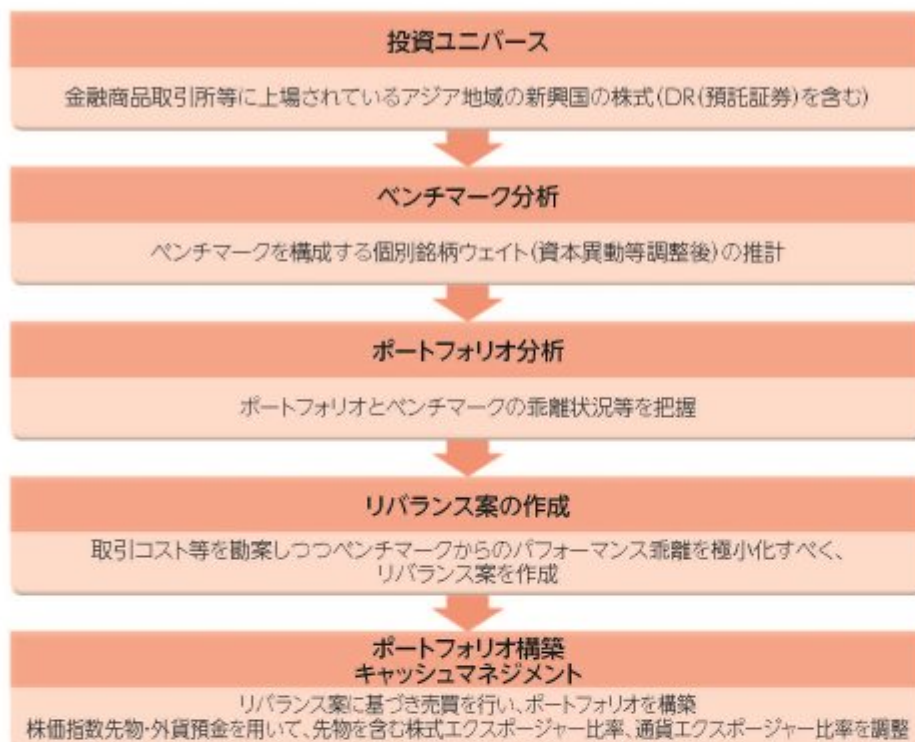 投資ユニバース
金融商品取引所等に上場されているアジア地域の新興国の株式(DR(預託証券)を含む)
ベンチマーク分析
ベンチマークを構成する個別銘柄ウェイト(資本異動等調整後)の推計
ポートフォリオ分析
ポートフォリオとベンチマークの乖離状況等を把握
リバランス案の作成
取引コスト等を勘案しつつベンチマークからのパフォーマンス乖離を極小化すべく、
リバランス案を作成
ポートフォリオ構築
キャッシュマネジメント
リバランス案に基づき売買を行い、ポートフォリオを構築
株価指数先物・外貨預金を用いて、先物を含む株式エクスポージャー比率、通貨エクスポージャー比率を調整